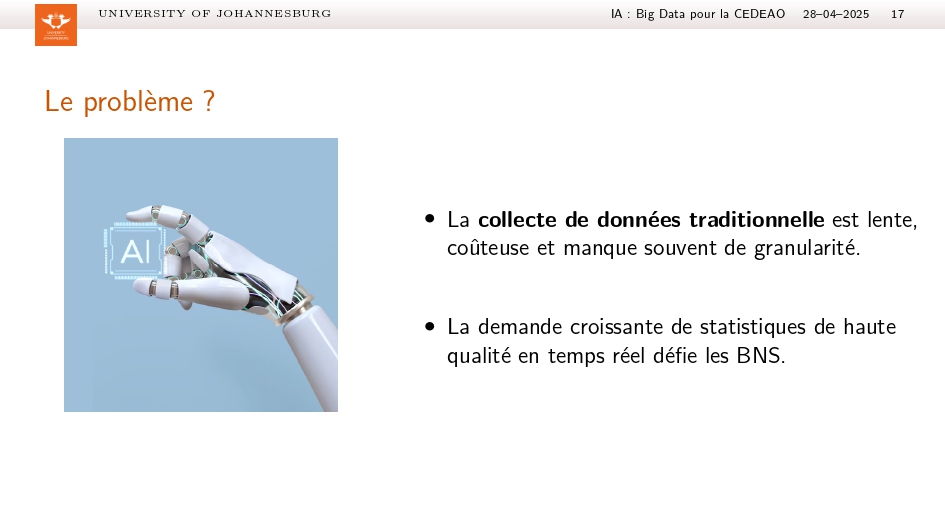 UNIVERSITY OF JOHANNESBURG
IA : Big Data pour la CEDEAO 28–04–2025 17
UNIVERSITY
JOHANNESBURG
Le problème ?
AI
• La collecte de données traditionnelle est lente,
coûteuse et manque souvent de granularité.
• La demande croissante de statistiques de haute
qualité en temps réel défie les BNS.